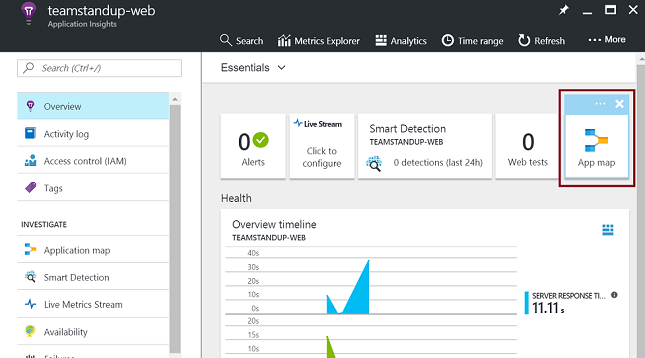 teamstandup-web
Application Insights
Search
Metrics Explorer
Analytics
Time range
Refresh
More
Search (Ctrl+/)
Overview
Activity log
Access control (IAM)
Tags
INVESTIGATE
Application map
Smart Detection
Live Metrics Stream
Availability
Failures
Essentials
0
Alerts
Live Stream
Click to
configure
Smart Detection
TEAMSTANDUP-WEB
0 detections (last 24h)
0
Web tests
App map
Health
Overview timeline
TEAMSTANDUP-WEB
40s
30s
20s
10s
0s
SERVER RESPONSE TI...
11.11 s
20s
15s
10s